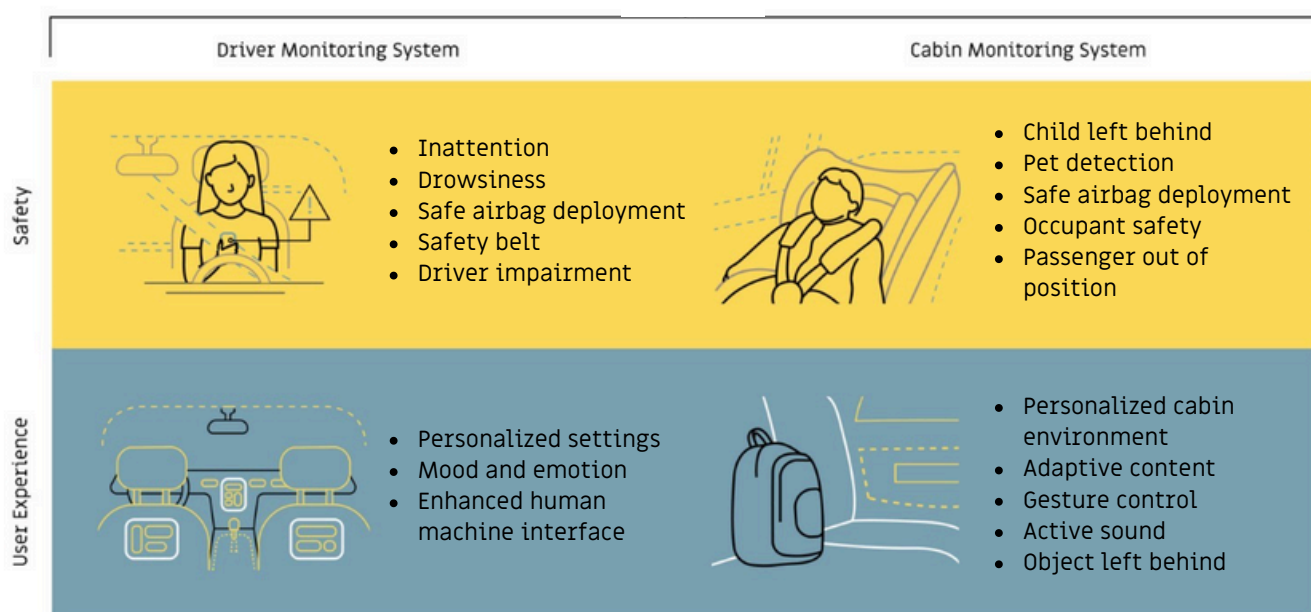 Driver Monitoring System
Cabin Monitoring System
Safety
• Inattention
• Drowsiness
• Safe airbag deployment
• Safety belt
• Driver impairment
• Child left behind
• Pet detection
• Safe airbag deployment
• Occupant safety
• Passenger out of
position
User Experience
• Personalized settings
• Mood and emotion
• Enhanced human
machine interface
• Personalized cabin
environment
• Adaptive content
• Gesture control
• Active sound
• Object left behind